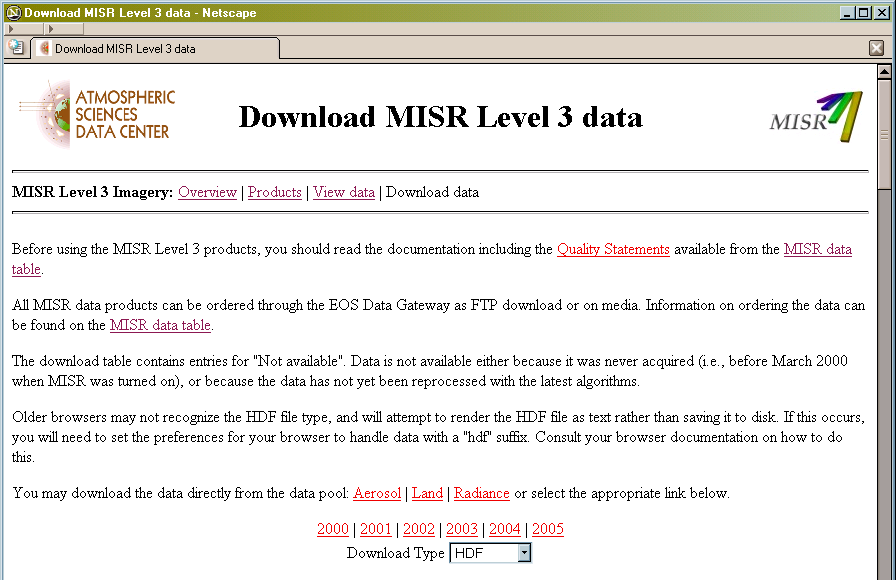 Download MISR Level 3 data - Netscape
Download MISR Level 3 data
ATMOSPHERIC
SCIENCES
DATA CENTER
Download MISR Level 3 data
MISR
MISR Level 3 Imagery: Overview | Products | View data | Download data
Before using the MISR Level 3 products, you should read the documentation including the Quality Statements available from the MISR data
table.
All MISR data products can be ordered through the EOS Data Gateway as FTP download or on media. Information on ordering the data can
be found on the MISR data table.
The download table contains entries for "Not available". Data is not available either because it was never acquired (i.e., before March 2000
when MISR was turned on), or because the data has not yet been reprocessed with the latest algorithms.
Older browsers may not recognize the HDF file type, and will attempt to render the HDF file as text rather than saving it to disk. If this occurs,
you will need to set the preferences for your browser to handle data with a "hdf" suffix. Consult your browser documentation on how to do
this.
You may download the data directly from the data pool: Aerosol | Land | Radiance or select the appropriate link below.
2000 | 2001 | 2002 | 2003 | 2004 | 2005
Download Type HDF